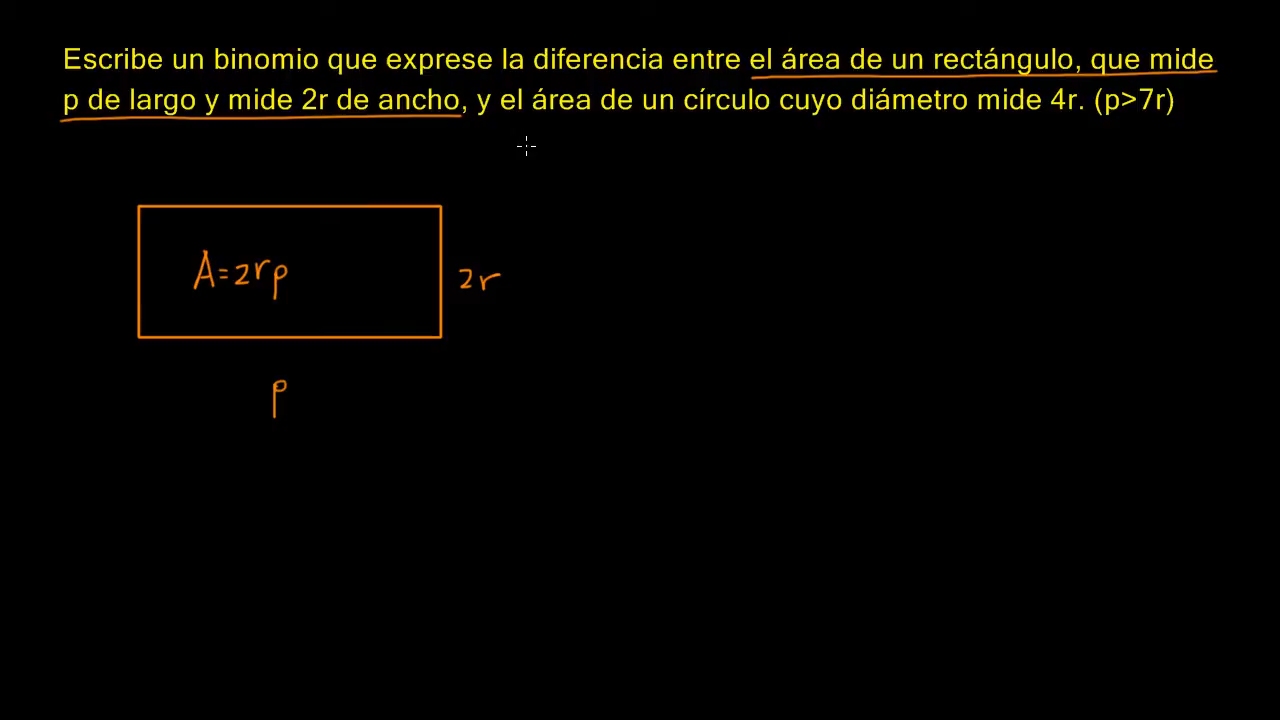 Escribe un binomio que exprese la diferencia entre el área de un rectángulo, que mide
p de largo y mide 2r de ancho, y el área de un círculo cuyo diámetro mide 4r. (p>7r)
A=2rp
2r
p